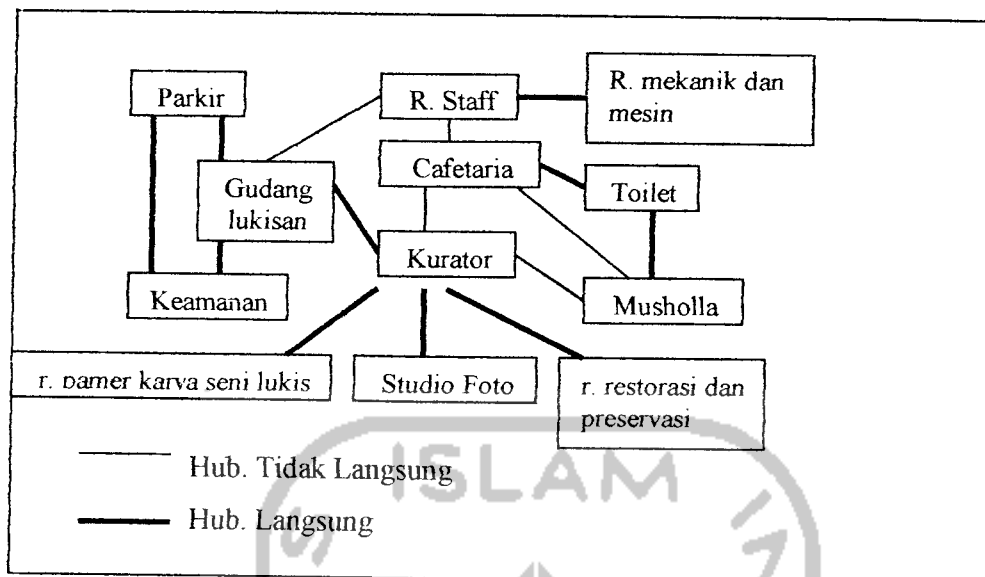 Parkir
R. Staff
R. mekanik dan
mesin
Cafetaria
Gudang
lukisan
Toilet
Kurator
Keamanan
Musholla
r. pamer karya seni lukis
Studio Foto
r. restorasi dan
preservasi
Hub. Tidak Langsung
Hub. Langsung
ISLAM